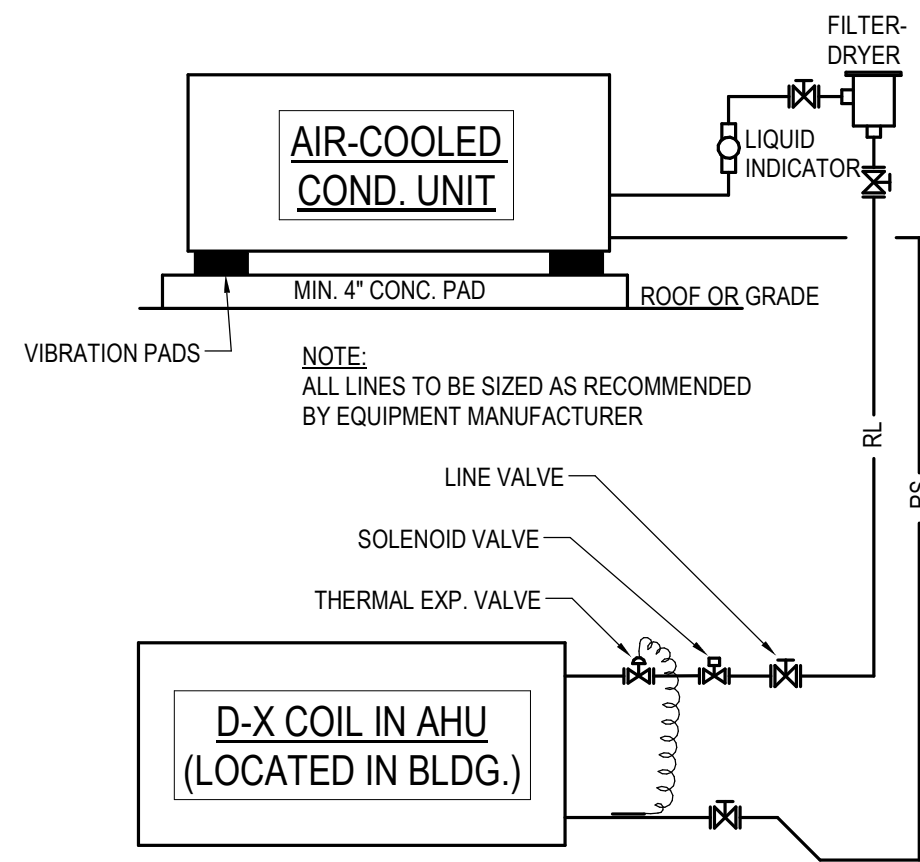 FILTER-
DRYER
AIR-COOLED
COND. UNIT
LIQUID
INDICATOR
MIN. 4" CONC. PAD
ROOF OR GRADE
VIBRATION PADS
NOTE:
ALL LINES TO BE SIZED AS RECOMMENDED
BY EQUIPMENT MANUFACTURER
RL
RS
LINE VALVE
SOLENOID VALVE
THERMAL EXP. VALVE
D-X COIL IN AHU
(LOCATED IN BLDG.)